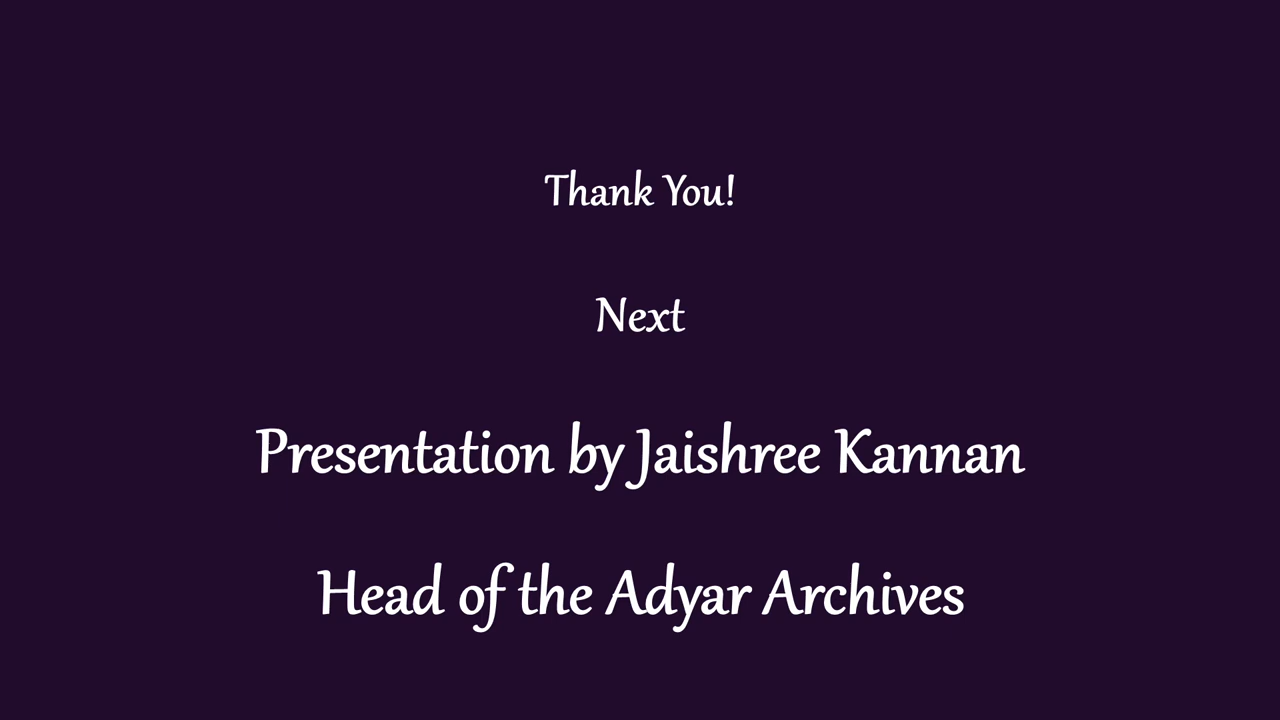 Thank You!
Next
Presentation by Jaishree Kannan
Head of the Adyar Archives